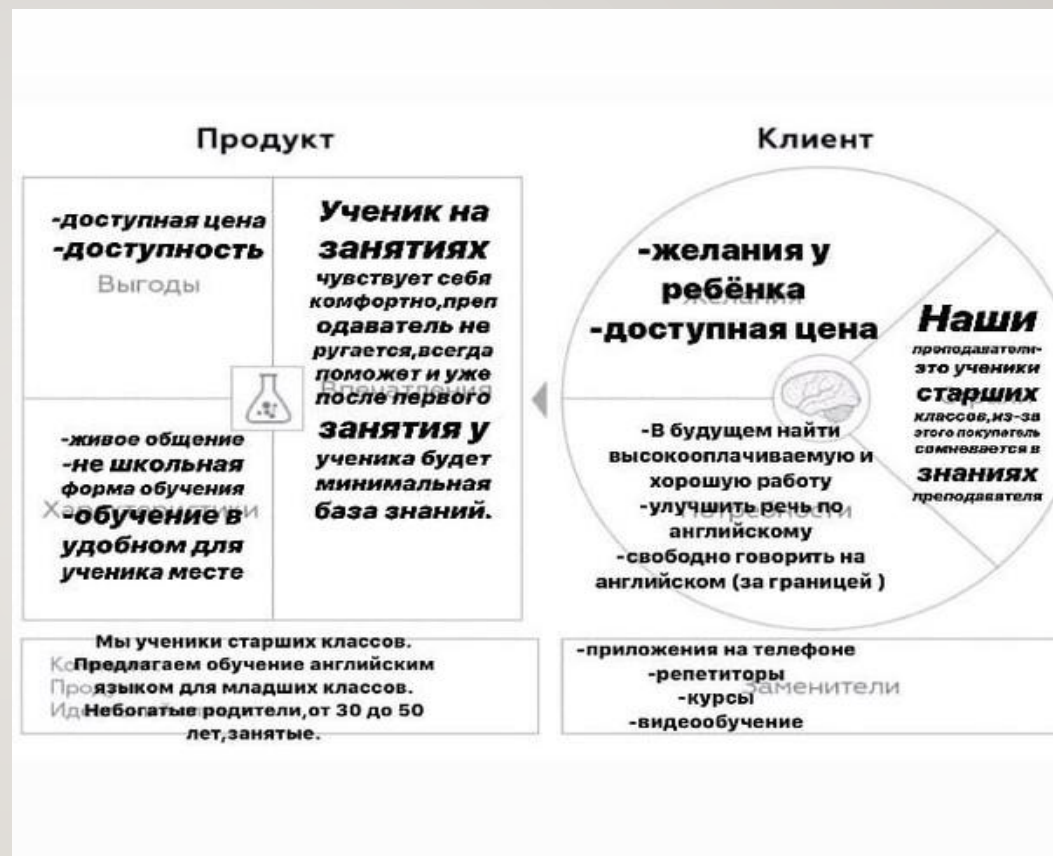 Продукт
-доступная цена
-доступность
Выгоды
Ученик на
занятиях
чувствует себя
комфортно,преп
одаватель не
ругается,всегда
поможет и уже
Впечатления
после первого
занятия у
ученика будет
минимальная
база знаний.
-живое общение
-не школьная
форма обучения
Характеристики
-обучение в
удобном для
ученика месте
Мы ученики старших классов.
Предлагаем обучение английским
языком для младших классов.
Небогатые родители,от 30 до 50
лет,занятые.
Клиент
-желания у
ребёнка
Желания
-доступная цена
Наши
преподаватели-
это ученики
старших
классов,из-за
этого покупатель
сомневается в
знаниях
преподавателя
-В будущем найти
высокооплачиваемую и
хорошую работу
-улучшить речь по
Потребности
английскому
-свободно говорить на
английском (за границей )
-приложения на телефоне
-репетиторы
Заменители
-курсы
-видеообучение